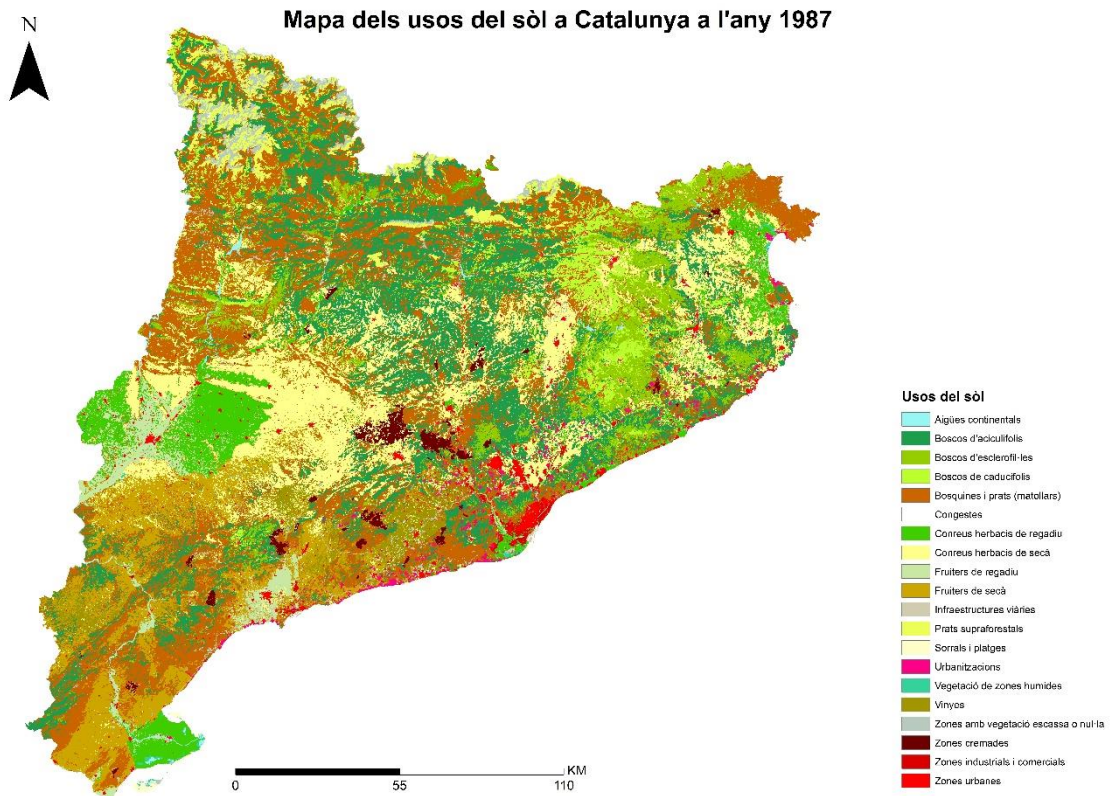 Mapa dels usos del sòl a Catalunya a l'any 1987
N
Usos del sòl
Aigües continentals
Boscos d'aciculifolis
Boscos d'esclerofil·les
Boscos de caducifolis
Bosquines i prats (matollars)
Congestes
Conreus herbacis de regadiu
Conreus herbacis de secà
Fruiters de regadiu
Fruiters de secà
Infraestructures viàries
Prats supraforestals
Sorrals i platges
Urbanitzacions
Vegetació de zones humides
Vinyes
Zones amb vegetació escassa o nul·la
Zones cremades
Zones industrials i comercials
Zones urbanes
KM
0 55 110